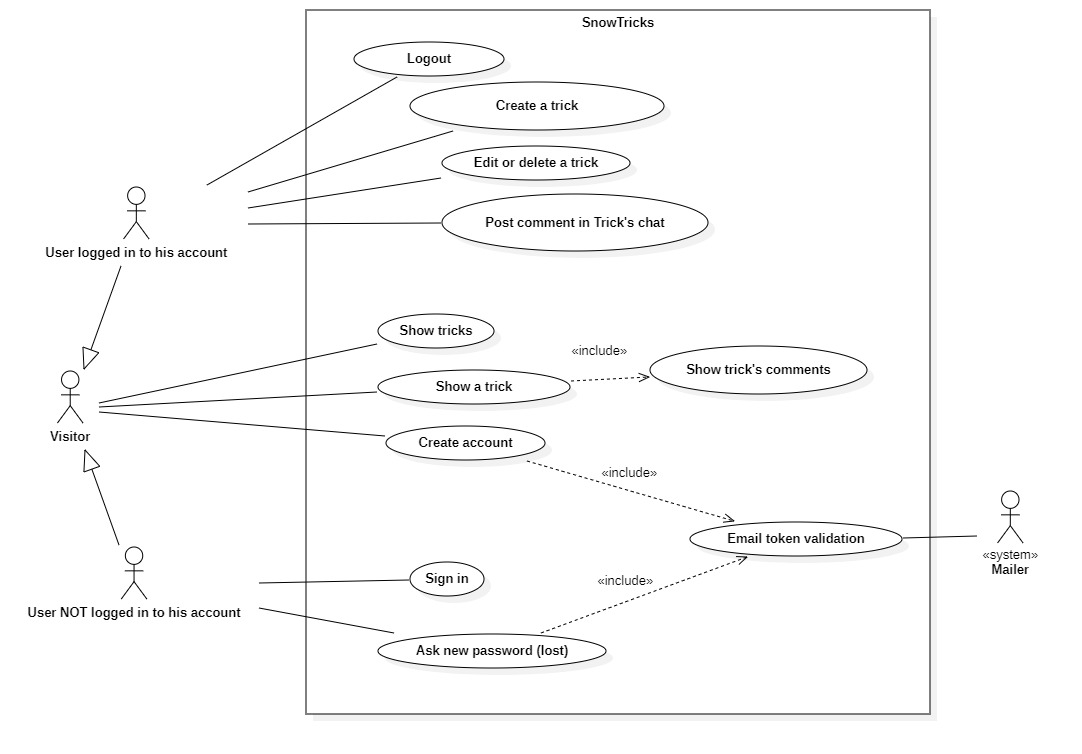 SnowTricks
Logout
Create a trick
Edit or delete a trick
Post comment in Trick's chat
User logged in to his account
Show tricks
«include»
Show trick's comments
Show a trick
Visitor
Create account
«include»
Email token validation
«system»
Mailer
«include»
Sign in
User NOT logged in to his account
Ask new password (lost)